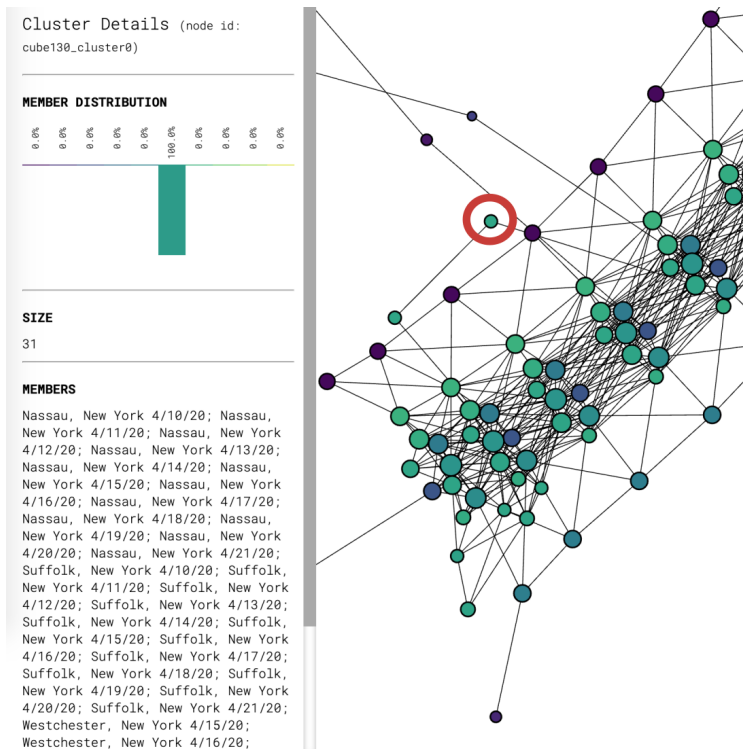 Cluster Details (node id:
cube130_cluster0)
MEMBER DISTRIBUTION
0.0%
0.0%
0.0%
0.0%
0.0%
100.0%
0.0%
0.0%
0.0%
0.0%
SIZE
31
MEMBERS
Nassau, New York 4/10/20; Nassau,
New York 4/11/20; Nassau, New York
4/12/20; Nassau, New York 4/13/20;
Nassau, New York 4/14/20; Nassau,
New York 4/15/20; Nassau, New York
4/16/20; Nassau, New York 4/17/20;
Nassau, New York 4/18/20; Nassau,
New York 4/19/20; Nassau, New York
4/20/20; Nassau, New York 4/21/20;
Suffolk, New York 4/10/20; Suffolk,
New York 4/11/20; Suffolk, New York
4/12/20; Suffolk, New York 4/13/20;
Suffolk, New York 4/14/20; Suffolk,
New York 4/15/20; Suffolk, New York
4/16/20; Suffolk, New York 4/17/20;
Suffolk, New York 4/18/20; Suffolk,
New York 4/19/20; Suffolk, New York
4/20/20; Suffolk, New York 4/21/20;
Westchester, New York 4/15/20;
Westchester, New York 4/16/20;